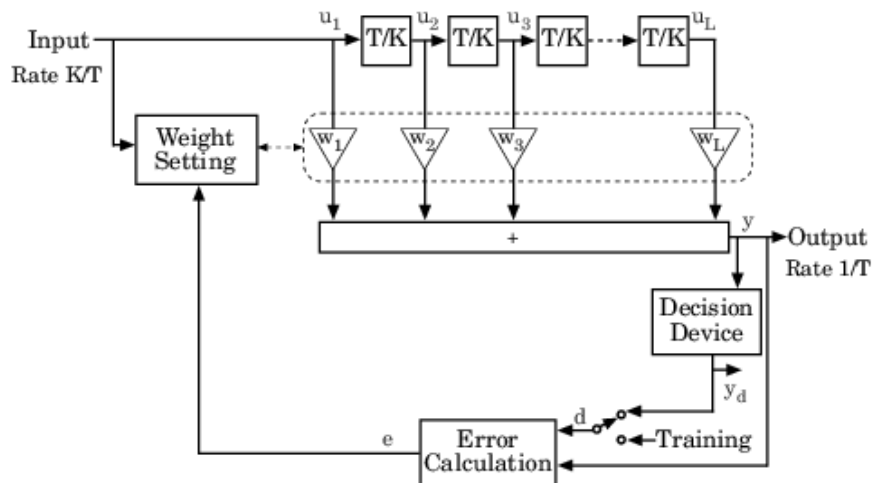 Input
Rate K/T
u1
u2
u3
uL
T/K
T/K
T/K
T/K
Weight
Setting
w1
w2
w3
wL
+
y
Output
Rate 1/T
Decision
Device
yd
d
Training
e
Error
Calculation